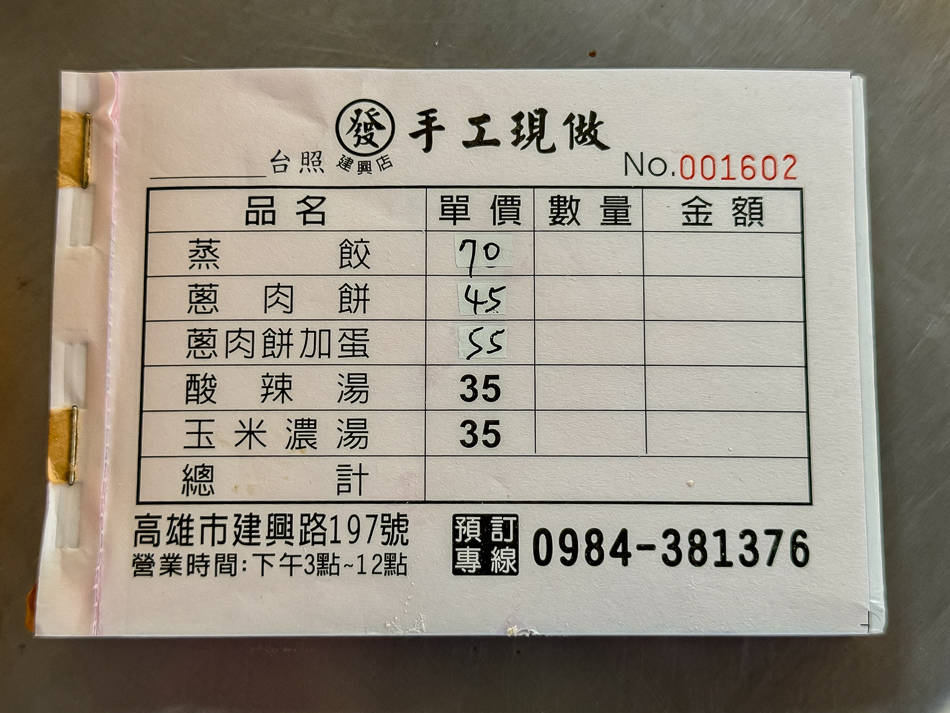 發 手工現做
台照 建興店 No.001602
品名 單價 數量 金額
蒸餃 70
蔥肉餅 45
蔥肉餅加蛋 55
酸辣湯 35
玉米濃湯 35
總計
高雄市建興路197號
營業時間:下午3點~12點
預訂專線 0984-381376